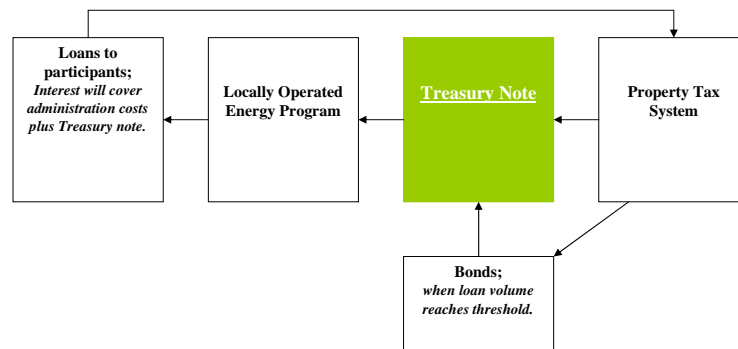 Loans to
participants;
Interest will cover
administration costs
plus Treasury note.
Locally Operated
Energy Program
Treasury Note
Property Tax
System
Bonds;
when loan volume
reaches threshold.